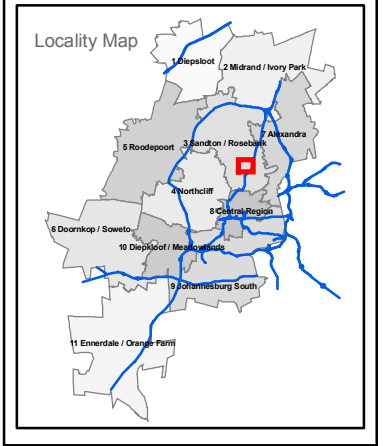 Locality Map
1 Diepsloot
2 Midrand / Ivory Park
7 Alexandra
3 Sandton / Rosebank
5 Roodepoort
4 Northcliff
8 Central Region
6 Doornkop / Soweto
10 Diepkloof / Meadowlands
9 Johannesburg South
11 Ennerdale / Orange Farm